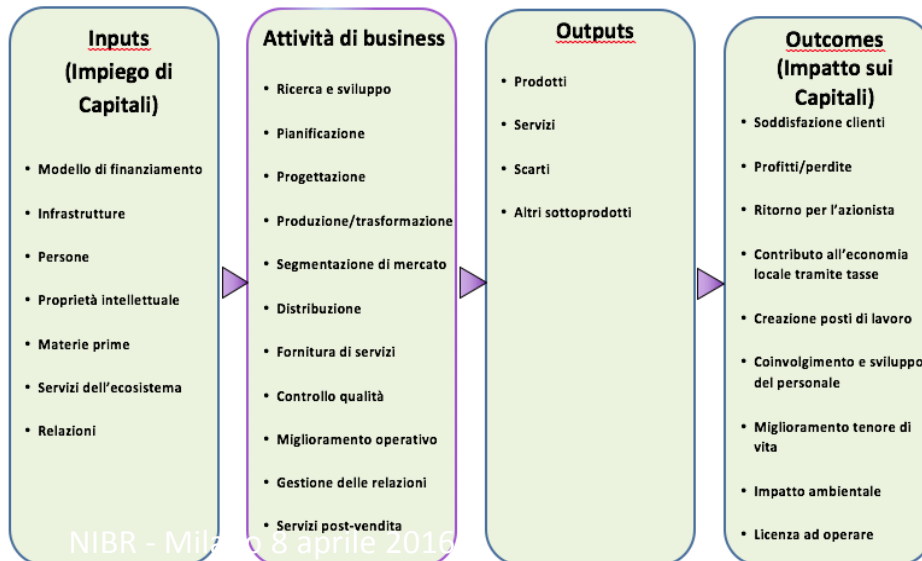 Inputs
(Impiego di
Capitali)
• Modello di finanziamento
• Infrastrutture
• Persone
• Proprietà intellettuale
• Materie prime
• Servizi dell'ecosistema
• Relazioni
Attività di business
• Ricerca e sviluppo
• Pianificazione
• Progettazione
• Produzione/trasformazione
• Segmentazione di mercato
• Distribuzione
• Fornitura di servizi
• Controllo qualità
• Miglioramento operativo
• Gestione delle relazioni
• Servizi post-vendita
Outputs
• Prodotti
• Servizi
• Scarti
• Altri sottoprodotti
Outcomes
(Impatto sui
Capitali)
• Soddisfazione clienti
• Profitti/perdite
• Ritorno per l'azionista
• Contributo all'economia
locale tramite tasse
• Creazione posti di lavoro
• Coinvolgimento e sviluppo
del personale
• Miglioramento tenore di
vita
• Impatto ambientale
• Licenza ad operare
NIBR - Milano 8 aprile 2016